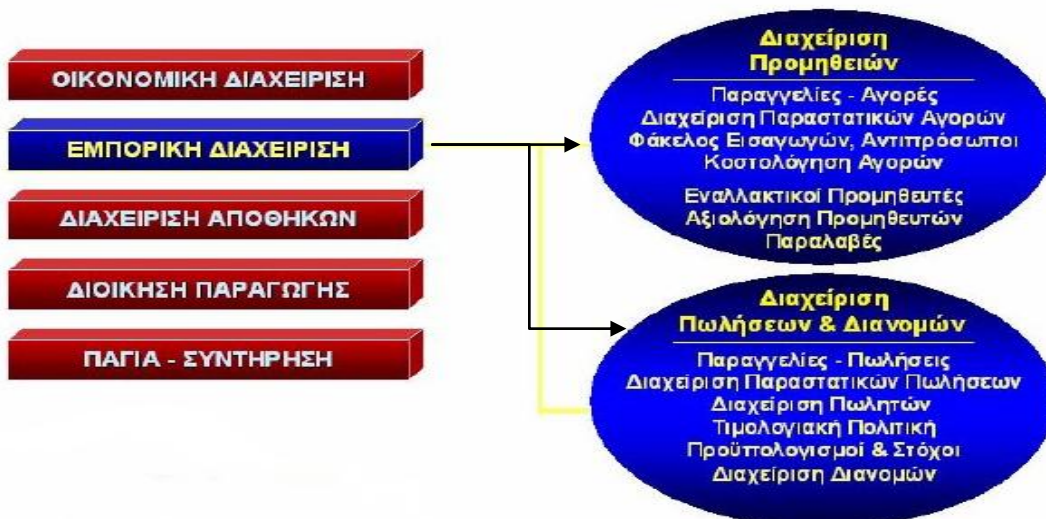 ΟΙΚΟΝΟΜΙΚΗ ΔΙΑΧΕΙΡΙΣΗ
ΕΜΠΟΡΙΚΗ ΔΙΑΧΕΙΡΙΣΗ
ΔΙΑΧΕΙΡΙΣΗ ΑΠΟΘΗΚΩΝ
ΔΙΟΙΚΗΣΗ ΠΑΡΑΓΩΓΗΣ
ΠΑΓΙΑ - ΣΥΝΤΗΡΗΣΗ
Διαχείριση
Προμηθειών
Παραγγελίες - Αγορές
Διαχείριση Παραστατικών Αγορών
Φάκελος Εισαγωγών, Αντιπρόσωποι
Κοστολόγηση Αγορών
Εναλλακτικοί Προμηθευτές
Αξιολόγηση Προμηθευτών
Παραλαβές
Διαχείριση
Πωλήσεων & Διανομών
Παραγγελίες - Πωλήσεις
Διαχείριση Παραστατικών Πωλήσεων
Διαχείριση Πωλητών
Τιμολογιακή Πολιτική
Προϋπολογισμοί & Στόχοι
Διαχείριση Διανομών